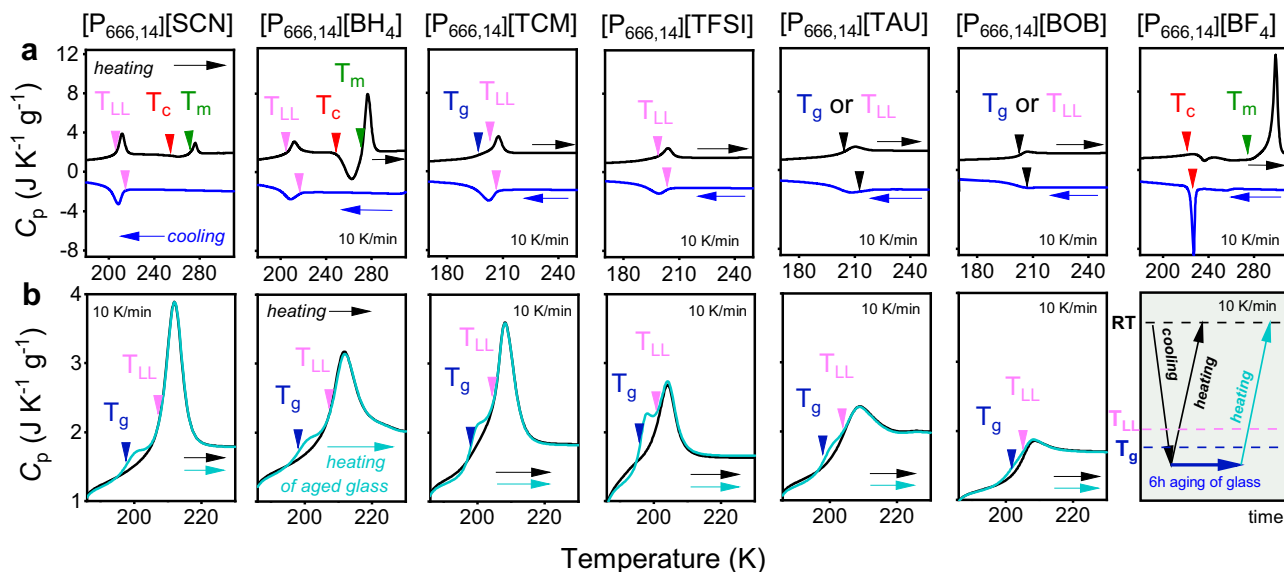 [P666,14][SCN] [P666,14][BH4] [P666,14][TCM] [P666,14][TFSI] [P666,14][TAU] [P666,14][BOB] [P666,14][BF4]
a
Cp (J K-1 g-1)
12
8
4
0
-4
-8
heating
TLL Tc Tm
cooling
200 240 280
TLL Tc Tm
10 K/min
200 240 280
Tg TLL
10 K/min
180 210 240
TLL
10 K/min
180 210 240
Tg or TLL
10 K/min
180 210 240
Tg or TLL
10 K/min
180 210 240
Tc Tm
10 K/min
200 240 280
b
Cp (J K-1 g-1)
4
3
2
1
10 K/min
TLL
Tg
200 220
heating
10 K/min
TLL
Tg
heating
of aged glass
200 220
10 K/min
TLL
Tg
200 220
10 K/min
TLL
Tg
200 220
10 K/min
TLL
Tg
200 220
10 K/min
TLL
Tg
200 220
10 K/min
RT
cooling
heating
heating
TLL
Tg
6h aging of glass
time
Temperature (K)